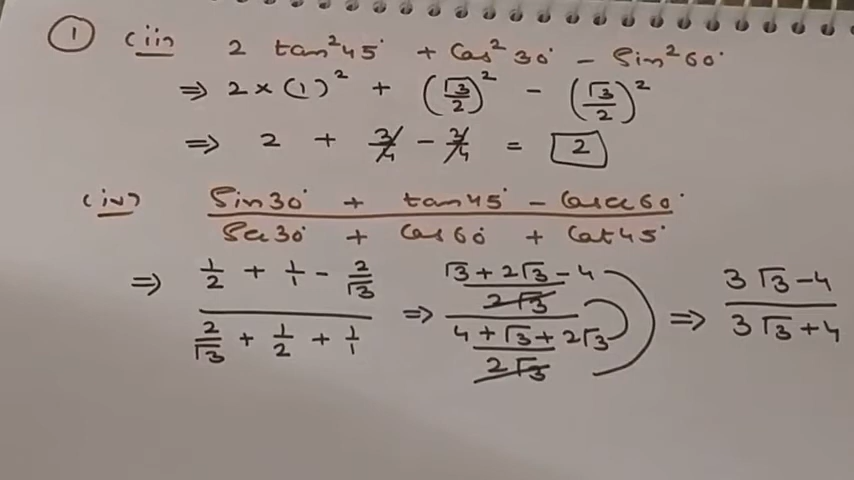 ① (ii) 2 tan²45° + Cos²30° - Sin²60°
⇒ 2 × (1)² + (√3/2)² - (√3/2)²
⇒ 2 + 3/4 - 3/4 = 2
(iv) (Sin30° + tan45° - Cosec60°) / (Sec30° + Cos60° + Cot45°)
⇒ (1/2 + 1/1 - 2/√3) / (2/√3 + 1/2 + 1/1) ⇒ ((√3 + 2√3 - 4) / 2√3) / ((4 + √3 + 2√3) / 2√3) ⇒ (3√3 - 4) / (3√3 + 4)